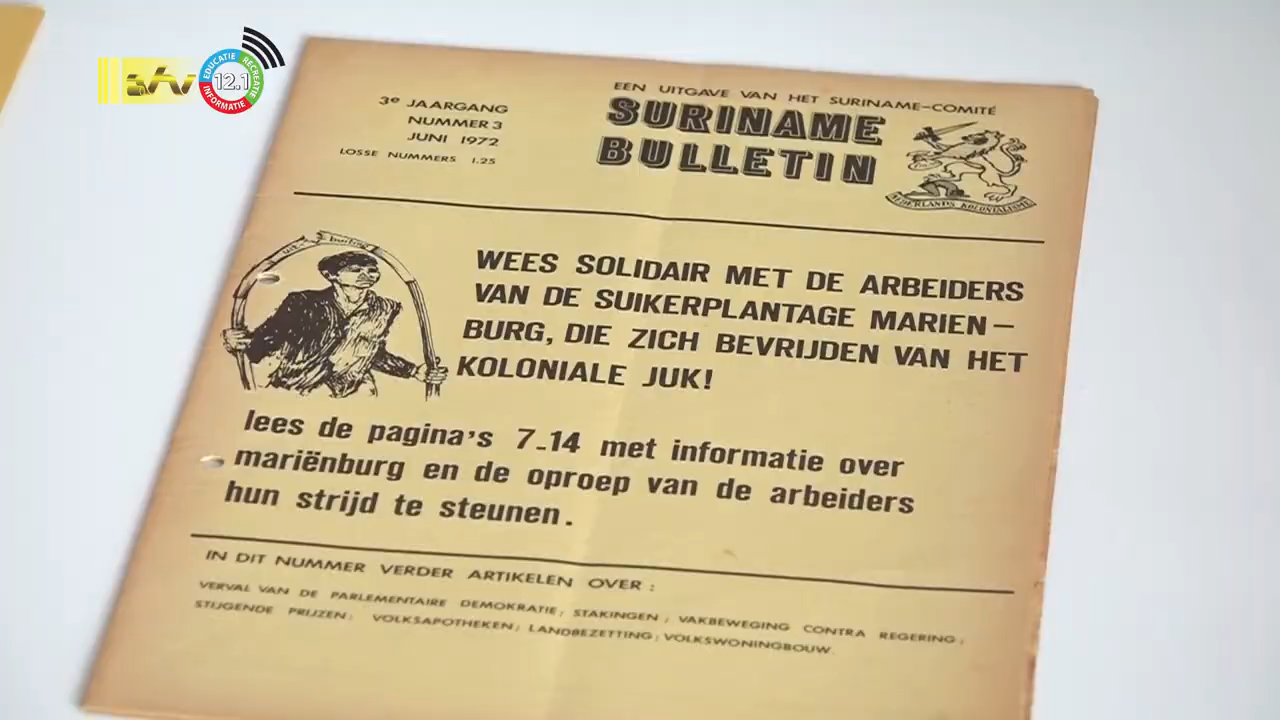 stv
EDUCATIE
RECREATIE
INFORMATIE
12.1
3e JAARGANG
NUMMER 3
JUNI 1972
LOSSE NUMMERS 1.25
EEN UITGAVE VAN HET SURINAME-COMITÉ
SURINAME
BULLETIN
NEDERLANDS KOLONIALISME
WEES SOLIDAIR MET DE ARBEIDERS
VAN DE SUIKERPLANTAGE MARIEN-
BURG, DIE ZICH BEVRIJDEN VAN HET
KOLONIALE JUK!
lees de pagina's 7-14 met informatie over
mariënburg en de oproep van de arbeiders
hun strijd te steunen.
IN DIT NUMMER VERDER ARTIKELEN OVER :
VERVAL VAN DE PARLEMENTAIRE DEMOKRATIE; STAKINGEN; VAKBEWEGING CONTRA REGERING;
STIJGENDE PRIJZEN; VOLKSAPOTHEKEN; LANDBEZETTING; VOLKSWONINGBOUW.